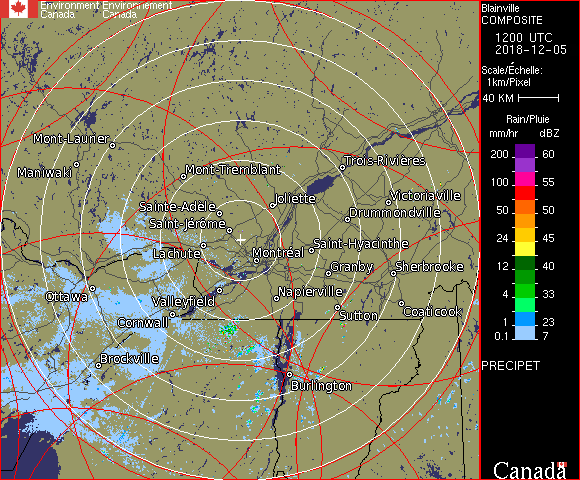 Environment Environnement
Canada Canada
Blainville
COMPOSITE
1200 UTC
2018-12-05
Scale/Échelle:
1km/Pixel
40 KM
Rain/Pluie
mm/hr dBZ
200 60
100 55
50 50
24 45
12 40
4 33
1 23
0.1 7
PRECIPET
Canada
Mont-Laurier
Maniwaki
Mont-Tremblant
Trois-Rivières
Sainte-Adèle
Joliette
Victoriaville
Saint-Jérôme
Drummondville
Lachute
Montréal
Saint-Hyacinthe
Granby
Sherbrooke
Ottawa
Valleyfield
Napierville
Cornwall
Sutton
Coaticook
Brockville
Burlington